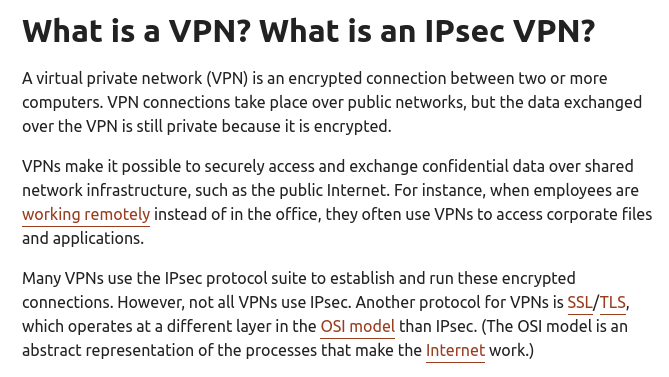 What is a VPN? What is an IPsec VPN?
A virtual private network (VPN) is an encrypted connection between two or more
computers. VPN connections take place over public networks, but the data exchanged
over the VPN is still private because it is encrypted.
VPNs make it possible to securely access and exchange confidential data over shared
network infrastructure, such as the public Internet. For instance, when employees are
working remotely instead of in the office, they often use VPNs to access corporate files
and applications.
Many VPNs use the IPsec protocol suite to establish and run these encrypted
connections. However, not all VPNs use IPsec. Another protocol for VPNs is SSL/TLS,
which operates at a different layer in the OSI model than IPsec. (The OSI model is an
abstract representation of the processes that make the Internet work.)